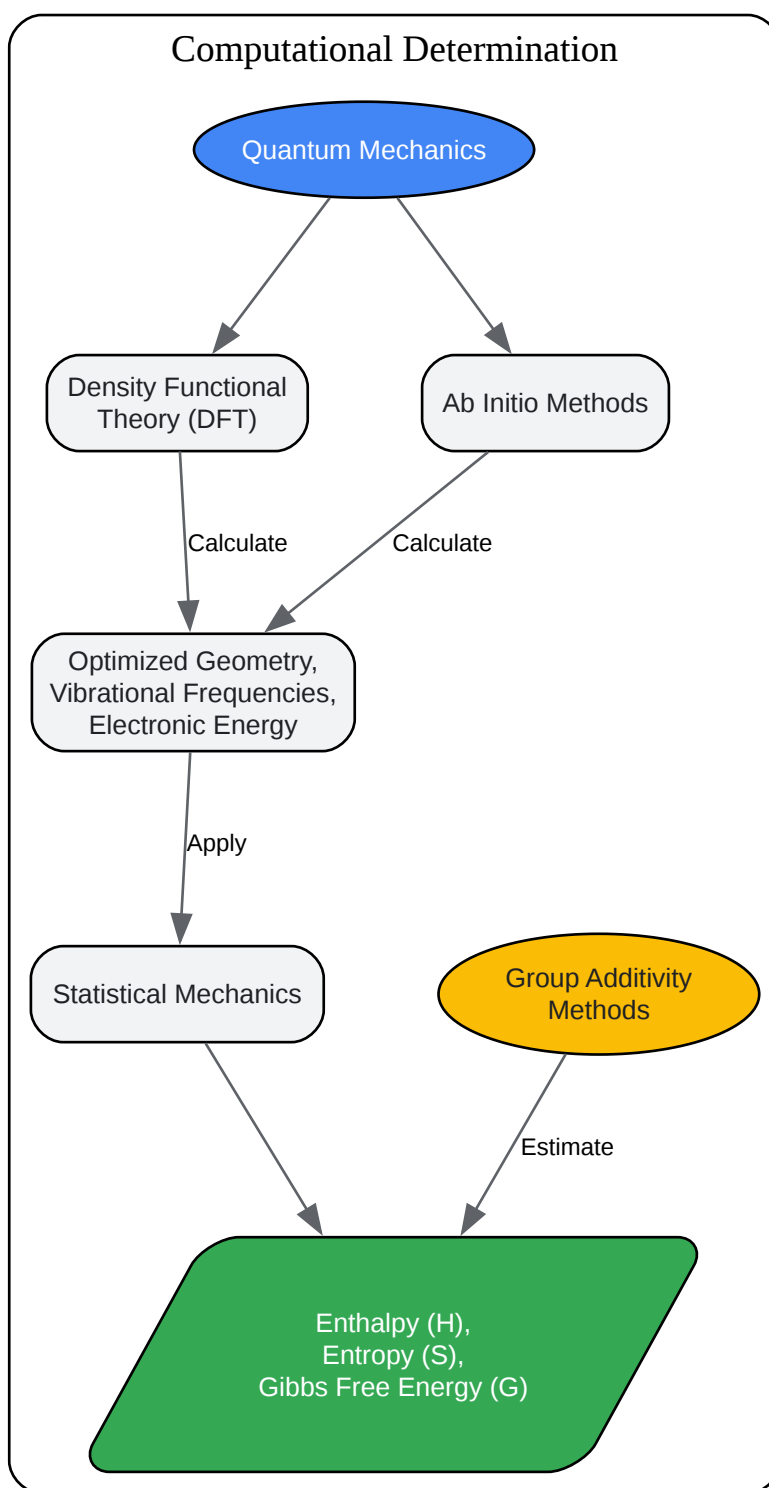 Computational Determination
Quantum Mechanics
Density Functional
Theory (DFT)
Ab Initio Methods
Calculate
Calculate
Optimized Geometry,
Vibrational Frequencies,
Electronic Energy
Apply
Statistical Mechanics
Group Additivity
Methods
Estimate
Enthalpy (H),
Entropy (S),
Gibbs Free Energy (G)